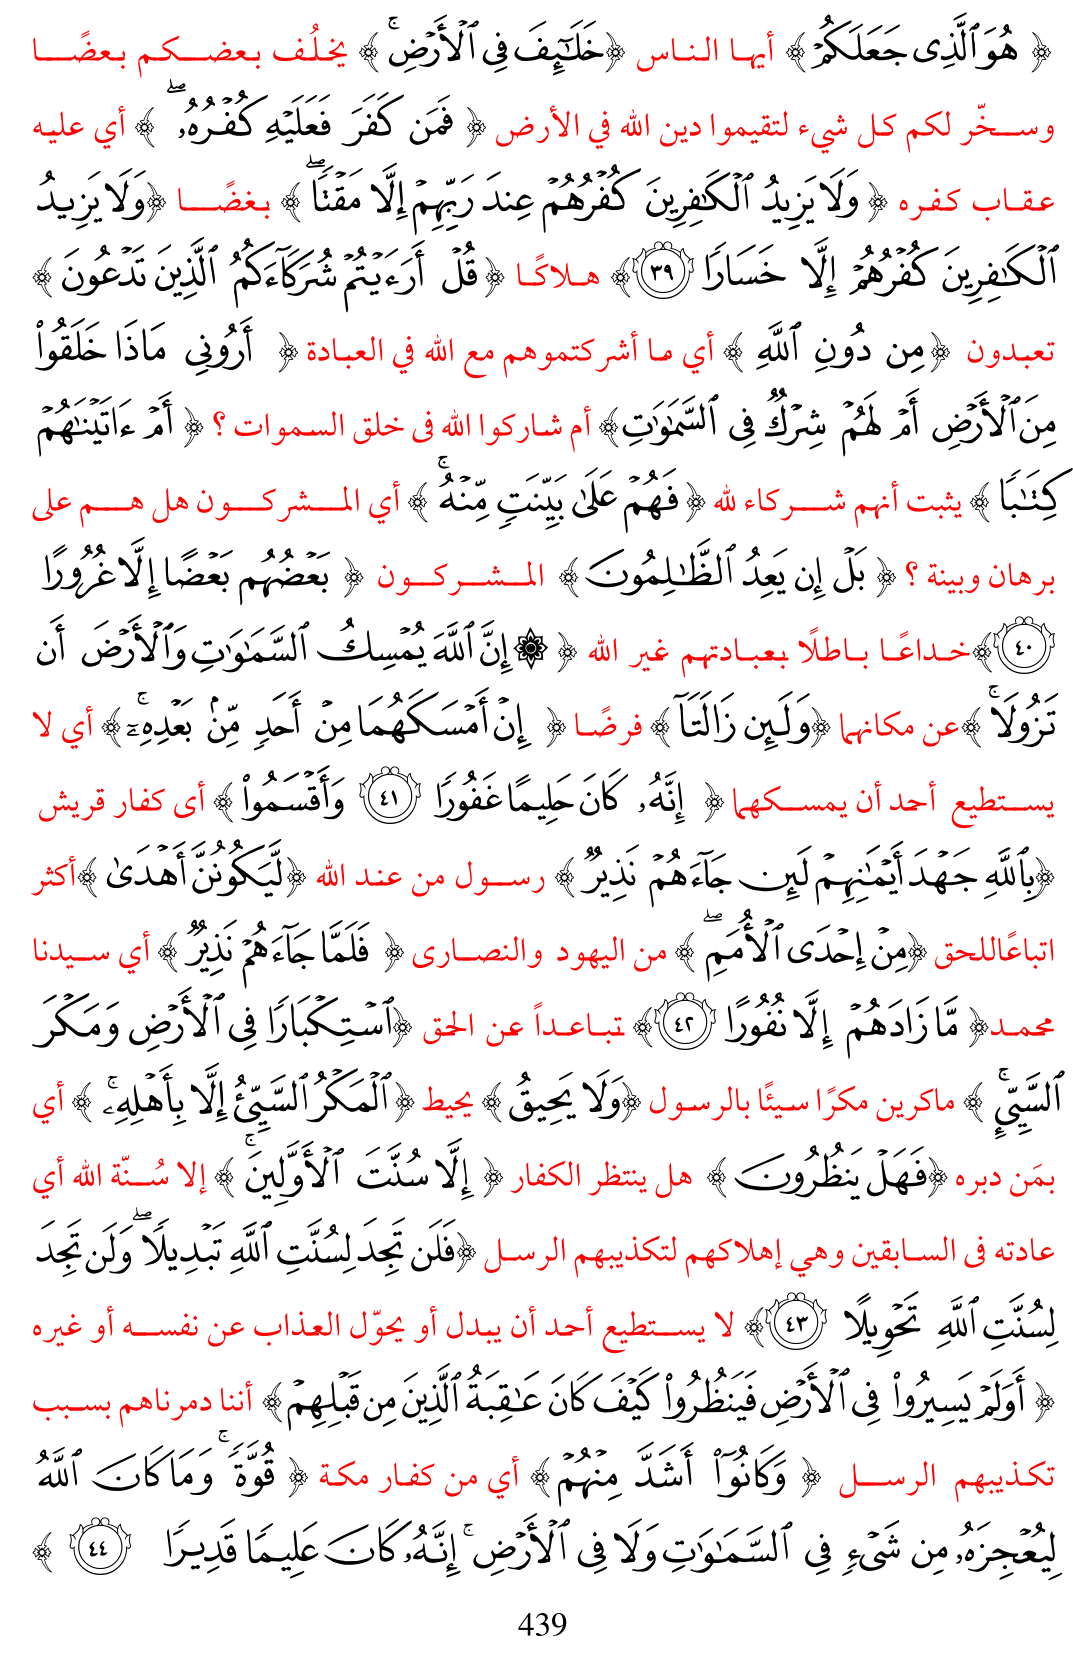 ﴿ هُوَ ٱلَّذِى جَعَلَكُمْ ﴾ أيها الناس ﴿خَلَٰٓئِفَ فِى ٱلْأَرْضِ ۚ ﴾ يخلُف بعضكم بعضًا
وسخّر لكم كل شيء لتقيموا دين الله في الأرض ﴿ فَمَن كَفَرَ فَعَلَيْهِ كُفْرُهُۥ ۖ ﴾ أي عليه
عقاب كفره ﴿ وَلَا يَزِيدُ ٱلْكَٰفِرِينَ كُفْرُهُمْ عِندَ رَبِّهِمْ إِلَّا مَقْتًا ۖ ﴾ بغضًا ﴿وَلَا يَزِيدُ
ٱلْكَٰفِرِينَ كُفْرُهُمْ إِلَّا خَسَارًا ٣٩﴾ هلاكًا ﴿ قُلْ أَرَءَيْتُمْ شُرَكَآءَكُمُ ٱلَّذِينَ تَدْعُونَ ﴾
تعبدون ﴿مِن دُونِ ٱللَّهِ ﴾ أي ما أشركتموهم مع الله في العبادة ﴿ أَرُونِى مَاذَا خَلَقُوا۟
مِنَ ٱلْأَرْضِ أَمْ لَهُمْ شِرْكٌ فِى ٱلسَّمَٰوَٰتِ﴾ أم شاركوا الله فى خلق السموات ؟ ﴿ أَمْ ءَاتَيْنَٰهُمْ
كِتَٰبًا ﴾ يثبت أنهم شركاء لله ﴿ فَهُمْ عَلَىٰ بَيِّنَتٍ مِّنْهُ ۚ ﴾ أي المشركون هل هم على
برهان وبينة ؟ ﴿ بَلْ إِن يَعِدُ ٱلظَّٰلِمُونَ ﴾ المشركون ﴿ بَعْضُهُم بَعْضًا إِلَّا غُرُورًا
٤٠ ﴾خداعًا باطلًا بعبادتهم غير الله ﴿ ۞إِنَّ ٱللَّهَ يُمْسِكُ ٱلسَّمَٰوَٰتِ وَٱلْأَرْضَ أَن
تَزُولَا ۚ ﴾عن مكانهما ﴿وَلَئِن زَالَتَآ ﴾ فرضًا ﴿ إِنْ أَمْسَكَهُمَا مِنْ أَحَدٍ مِّنۢ بَعْدِهِۦٓ ۚ ﴾ أي لا
يستطيع أحد أن يمسكهما ﴿ إِنَّهُۥ كَانَ حَلِيمًا غَفُورًا ٤١ وَأَقْسَمُوا۟ ﴾ أى كفار قريش
﴿بِٱللَّهِ جَهْدَ أَيْمَٰنِهِمْ لَئِن جَآءَهُمْ نَذِيرٌ ﴾ رسول من عند الله ﴿لَّيَكُونُنَّ أَهْدَىٰ ﴾أكثر
اتباعًاللحق ﴿مِنْ إِحْدَى ٱلْأُمَمِ ۖ ﴾ من اليهود والنصارى ﴿ فَلَمَّا جَآءَهُمْ نَذِيرٌ ﴾ أي سيدنا
محمد﴿ مَّا زَادَهُمْ إِلَّا نُفُورًا ٤٢﴾ تباعداً عن الحق ﴿ٱسْتِكْبَارًا فِى ٱلْأَرْضِ وَمَكْرَ
ٱلسَّيِّئِ ۚ ﴾ ماكرين مكرًا سيئًا بالرسول ﴿وَلَا يَحِيقُ ﴾ يحيط ﴿ٱلْمَكْرُ ٱلسَّيِّئُ إِلَّا بِأَهْلِهِۦ ۚ ﴾ أي
بمَن دبره ﴿فَهَلْ يَنظُرُونَ ﴾ هل ينتظر الكفار ﴿ إِلَّا سُنَّتَ ٱلْأَوَّلِينَ ۚ ﴾ إلا سُنّة الله أي
عادته فى السابقين وهي إهلاكهم لتكذيبهم الرسل ﴿فَلَن تَجِدَ لِسُنَّتِ ٱللَّهِ تَبْدِيلًا ۖ وَلَن تَجِدَ
لِسُنَّتِ ٱللَّهِ تَحْوِيلًا ٤٣﴾ لا يستطيع أحد أن يبدل أو يحوّل العذاب عن نفسه أو غيره
﴿ أَوَلَمْ يَسِيرُوا۟ فِى ٱلْأَرْضِ فَيَنظُرُوا۟ كَيْفَ كَانَ عَٰقِبَةُ ٱلَّذِينَ مِن قَبْلِهِمْ﴾ أننا دمرناهم بسبب
تكذيبهم الرسل ﴿ وَكَانُوٓا۟ أَشَدَّ مِنْهُمْ ﴾ أي من كفار مكة ﴿ قُوَّةً ۚ وَمَا كَانَ ٱللَّهُ
لِيُعْجِزَهُۥ مِن شَىْءٍ فِى ٱلسَّمَٰوَٰتِ وَلَا فِى ٱلْأَرْضِ ۚ إِنَّهُۥ كَانَ عَلِيمًا قَدِيرًا ٤٤ ﴾
439